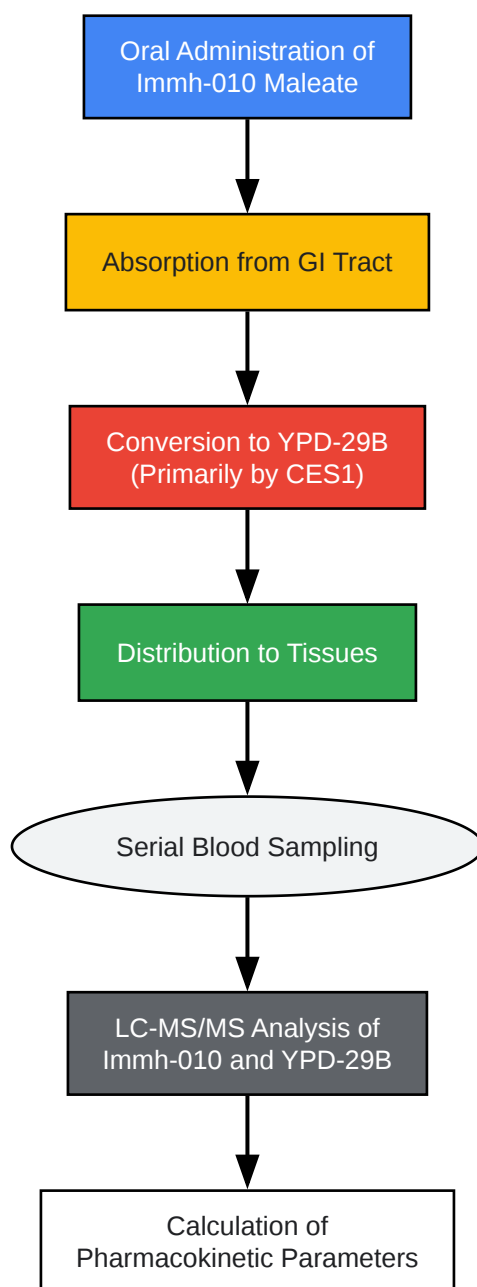 Oral Administration of
Immh-010 Maleate
Absorption from GI Tract
Conversion to YPD-29B
(Primarily by CES1)
Distribution to Tissues
Serial Blood Sampling
LC-MS/MS Analysis of
Immh-010 and YPD-29B
Calculation of
Pharmacokinetic Parameters